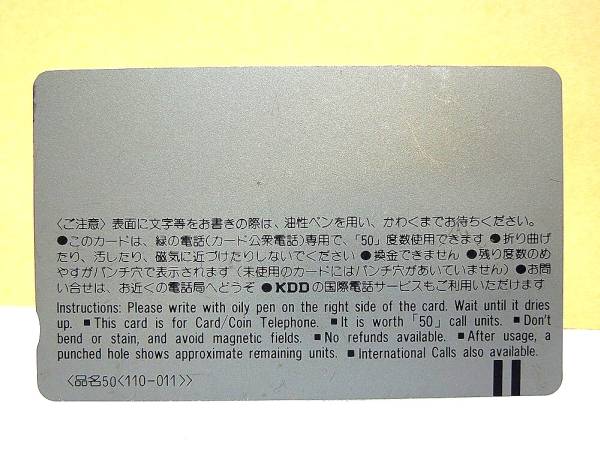 〈ご注意〉表面に文字等をお書きの際は、油性ペンを用い、かわくまでお待ちください。
●このカードは、緑の電話(カード公衆電話)専用で、「50」度数使用できます ●折り曲げ
たり、汚したり、磁気に近づけたりしないでください ●換金できません ●残り度数のめ
やすがパンチ穴で表示されます(未使用のカードにはパンチ穴があいていません) ●お問
い合せは、お近くの電話局へどうぞ ●KDDの国際電話サービスもご利用いただけます
Instructions: Please write with oily pen on the right side of the card. Wait until it dries
up. ■ This card is for Card/Coin Telephone. ■ It is worth「50」call units. ■ Don't
bend or stain, and avoid magnetic fields. ■ No refunds available. ■ After usage, a
punched hole shows approximate remaining units. ■ International Calls also available.
〈品名50〈110-011〉〉